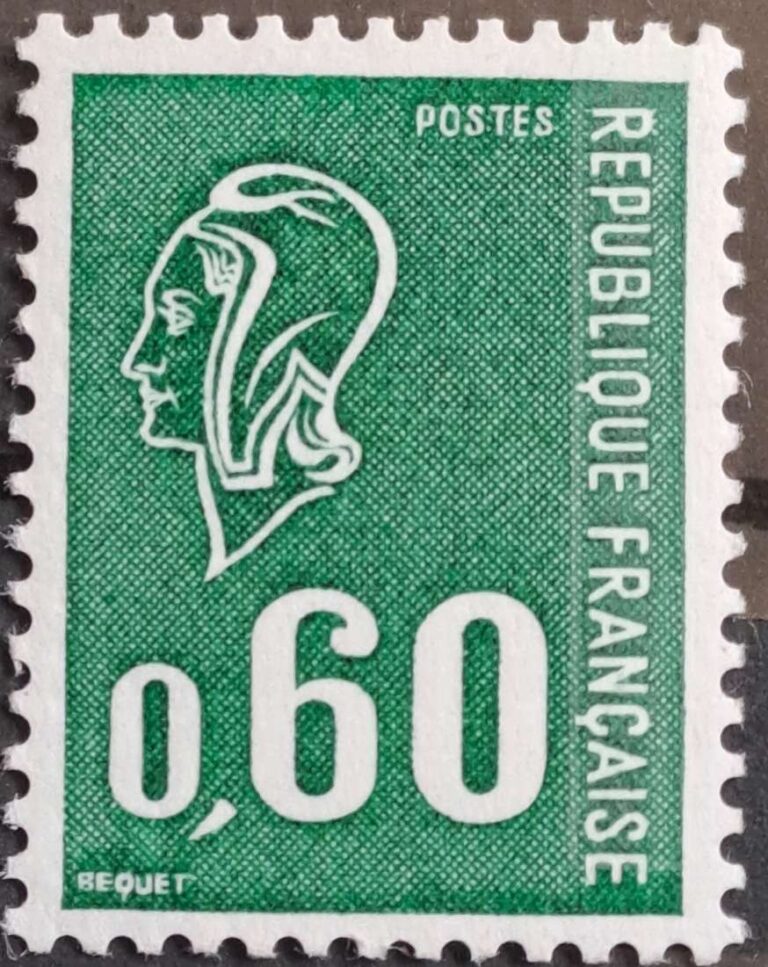 POSTES
REPUBLIQUE FRANÇAISE
0,60
BEQUET